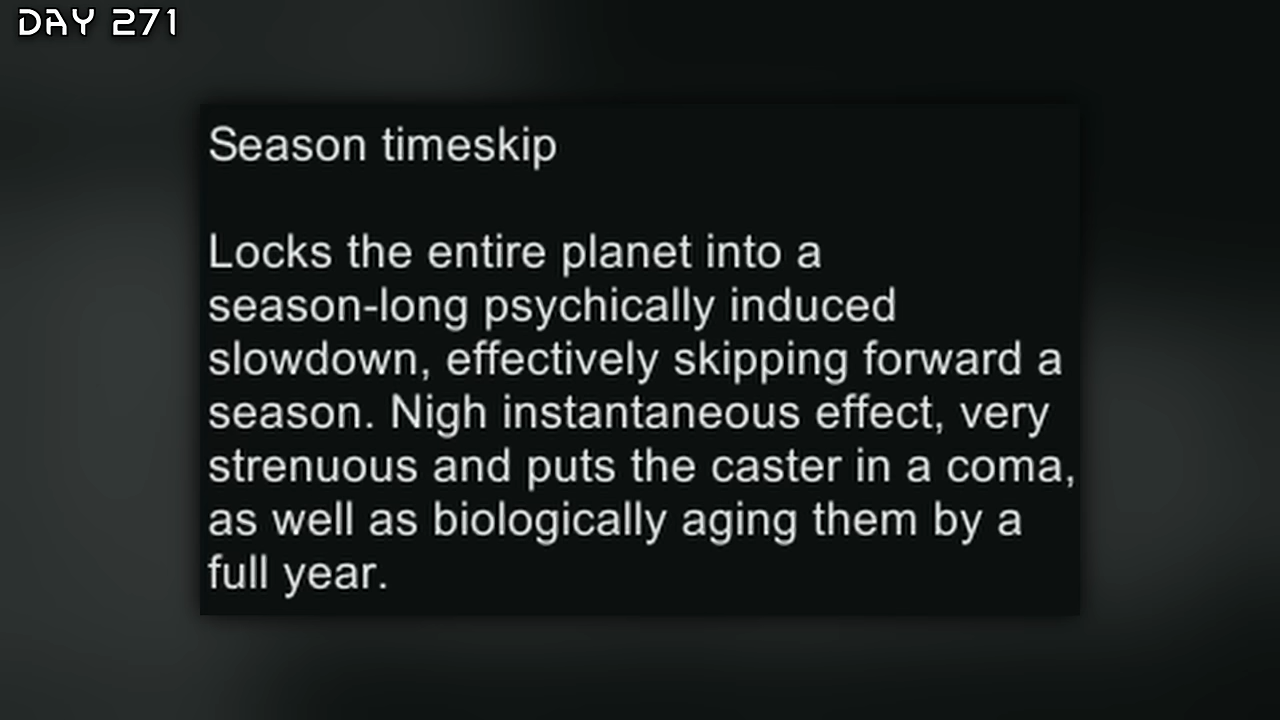 DAY 271
Season timeskip
Locks the entire planet into a
season-long psychically induced
slowdown, effectively skipping forward a
season. Nigh instantaneous effect, very
strenuous and puts the caster in a coma,
as well as biologically aging them by a
full year.